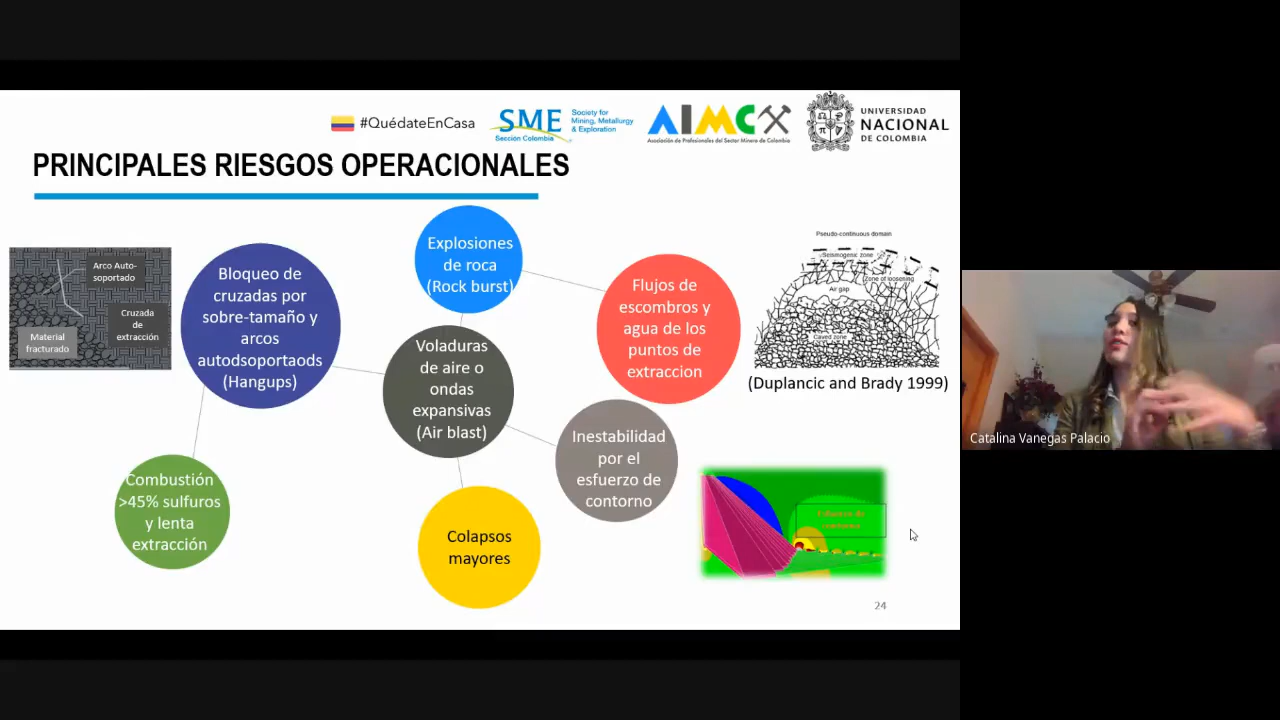 #QuédateEnCasa
SME
Sección Colombia
Society for
Mining, Metallurgy
& Exploration
AIMC
Asociación de Profesionales del Sector Minero de Colombia
UNIVERSIDAD
NACIONAL
DE COLOMBIA
PRINCIPALES RIESGOS OPERACIONALES
Arco Auto-
soportado
Cruzada
de
extracción
Material
fracturado
Bloqueo de
cruzadas por
sobre-tamaño y
arcos
autodsoportaods
(Hangups)
Explosiones
de roca
(Rock burst)
Voladuras
de aire o
ondas
expansivas
(Air blast)
Flujos de
escombros y
agua de los
puntos de
extraccion
Pseudo-continuous domain
Seismogenic zone
Zone of loosening
Air gap
Caved zone
(Duplancic and Brady 1999)
Inestabilidad
por el
esfuerzo de
contorno
Combustión
>45% sulfuros
y lenta
extracción
Colapsos
mayores
Esfuerzo de
contorno
24
Catalina Vanegas Palacio